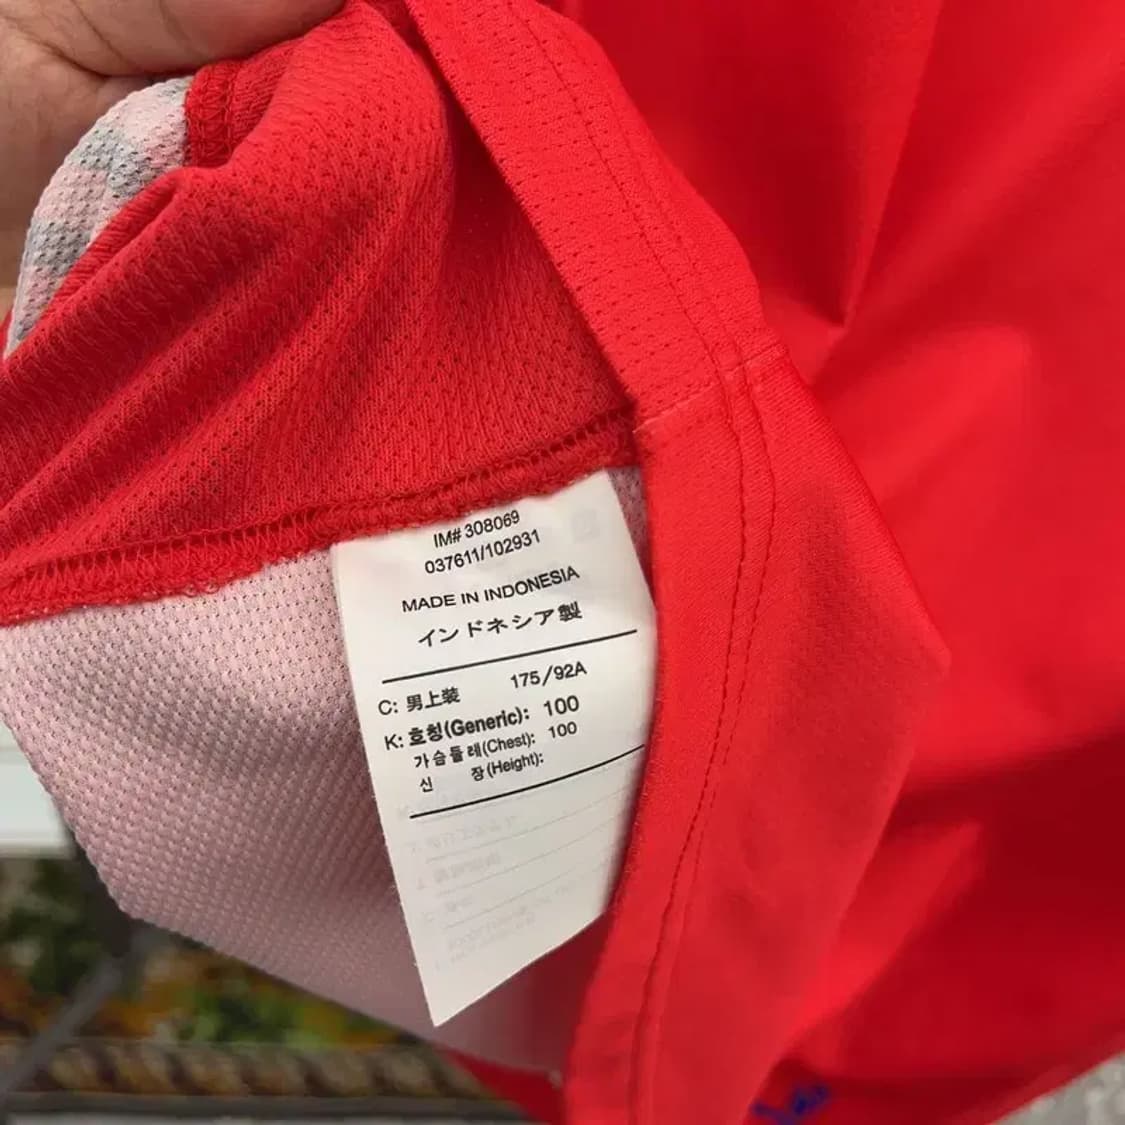 IM# 308069
037611/102931
MADE IN INDONESIA
インドネシア製
C: 男上装 175/92A
K: 호칭(Generic): 100
가슴둘레(Chest): 100
신 장(Height):